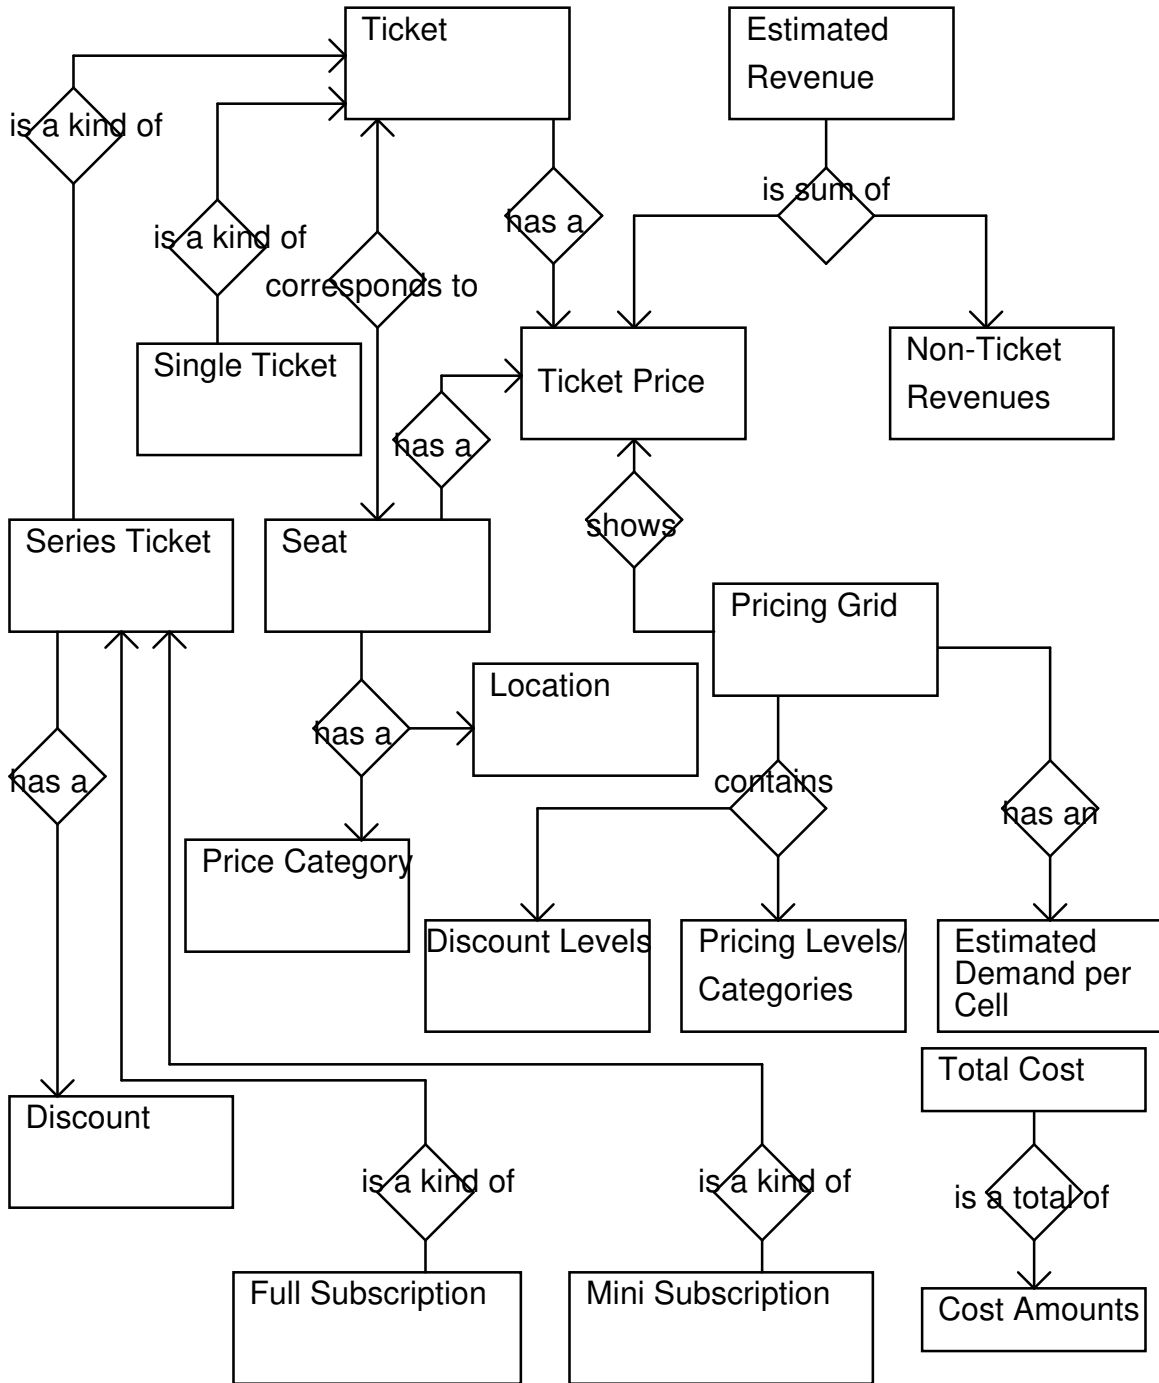 Ticket
Estimated
Revenue
is a kind of
is sum of
has a
is a kind of
corresponds to
Single Ticket
Ticket Price
Non-Ticket
Revenues
has a
shows
Series Ticket
Seat
Pricing Grid
Location
has a
has a
contains
has an
Price Category
Discount Levels
Pricing Levels/
Categories
Estimated
Demand per
Cell
Total Cost
Discount
is a kind of
is a kind of
is a total of
Full Subscription
Mini Subscription
Cost Amounts